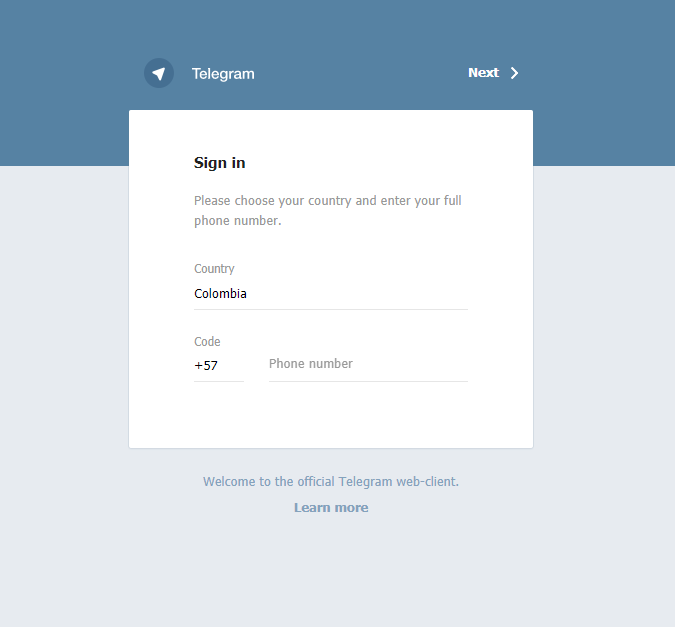 Telegram
Next
Sign in
Please choose your country and enter your full
phone number.
Country
Colombia
Code
+57
Phone number
Welcome to the official Telegram web-client.
Learn more